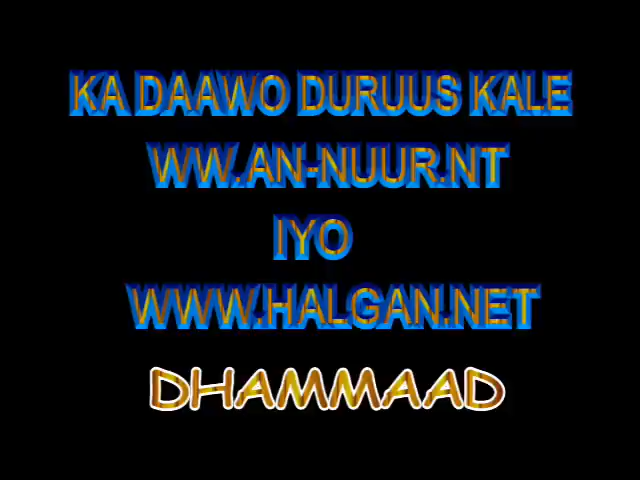 KA DAAWO DURUUS KALE
WW.AN-NUUR.NT
IYO
WWW.HALGAN.NET
DHAMMAAD